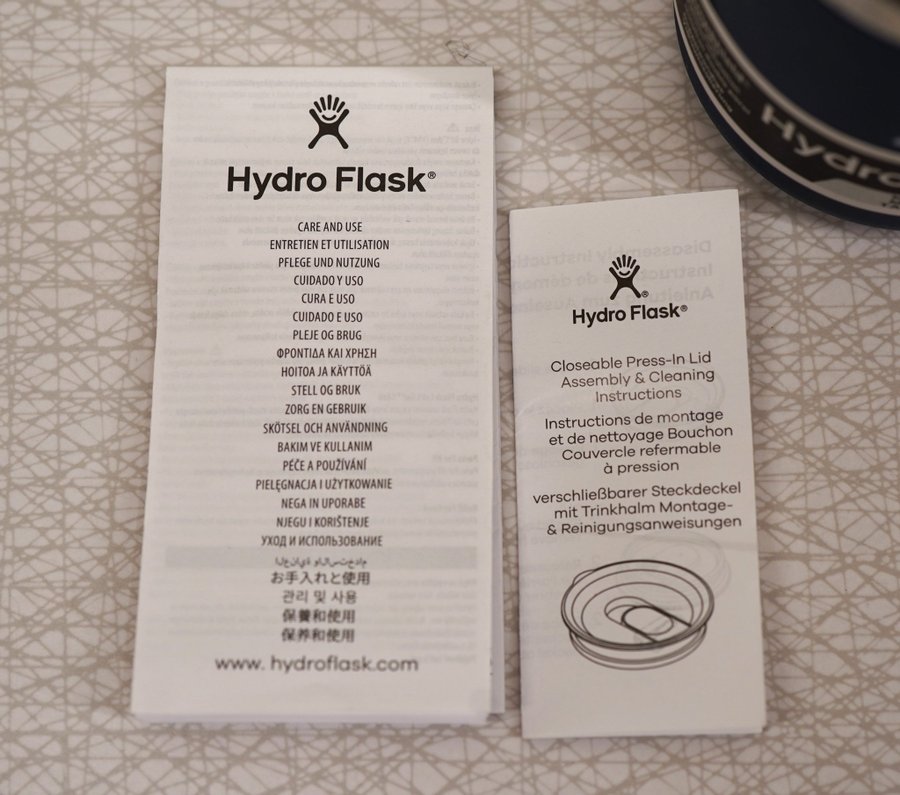 Hydro Flask®
CARE AND USE
ENTRETIEN ET UTILISATION
PFLEGE UND NUTZUNG
CUIDADO Y USO
CURA E USO
CUIDADO E USO
PLEJE OG BRUG
ΦΡΟΝΤΙΔΑ ΚΑΙ ΧΡΗΣΗ
HOITOA JA KÄYTTÖÄ
STELL OG BRUK
ZORG EN GEBRUIK
SKÖTSEL OCH ANVÄNDNING
BAKIM VE KULLANIM
PÉČE A POUŽÍVÁNÍ
PIELĘGNACJA I UŻYTKOWANIE
NEGA IN UPORABE
NJEGU I KORIŠTENJE
УХОД И ИСПОЛЬЗОВАНИЕ
العناية والاستخدام
お手入れと使用
관리 및 사용
保養和使用
保养和使用
www. hydroflask.com
Hydro Flask®
Closeable Press-In Lid
Assembly & Cleaning
Instructions
Instructions de montage
et de nettoyage Bouchon
Couvercle refermable
à pression
verschließbarer Steckdeckel
mit Trinkhalm Montage-
& Reinigungsanweisungen
Hydro